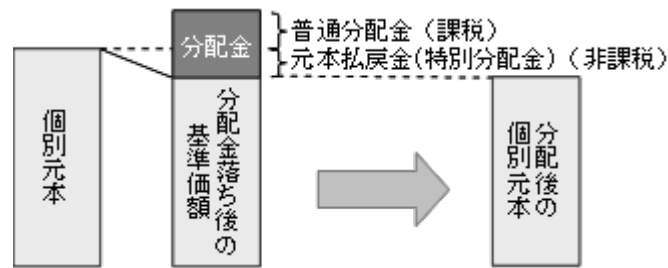 分配金
普通分配金（課税）
元本払戻金(特別分配金)（非課税）
個別元本
分配金落ち後の
基準価額
分配後の
個別元本